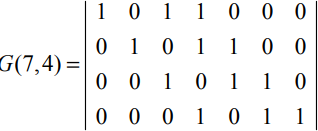 1 0 1 1 0 0 0
0 1 0 1 1 0 0
G(7,4) =
0 0 1 0 1 1 0
0 0 0 1 0 1 1